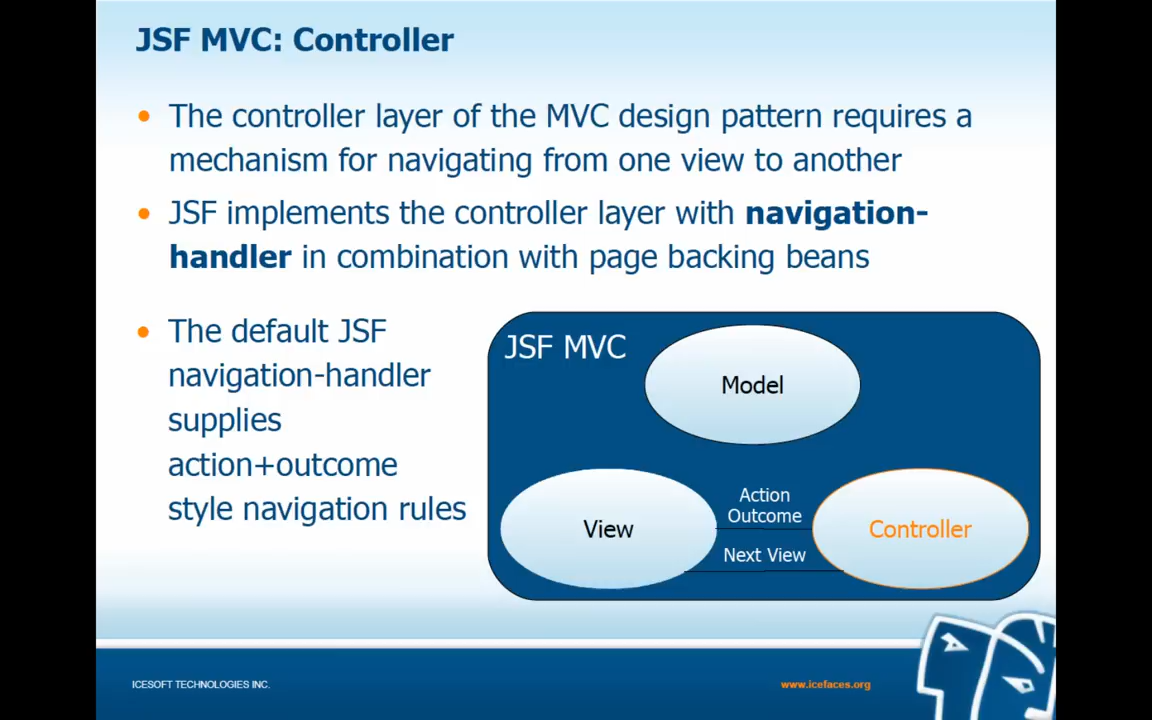 JSF MVC: Controller
The controller layer of the MVC design pattern requires a
mechanism for navigating from one view to another
JSF implements the controller layer with navigation-
handler in combination with page backing beans
The default JSF
navigation-handler
supplies
action+outcome
style navigation rules
JSF MVC
Model
View
Action
Outcome
Next View
Controller
ICESOFT TECHNOLOGIES INC.
www.icefaces.org